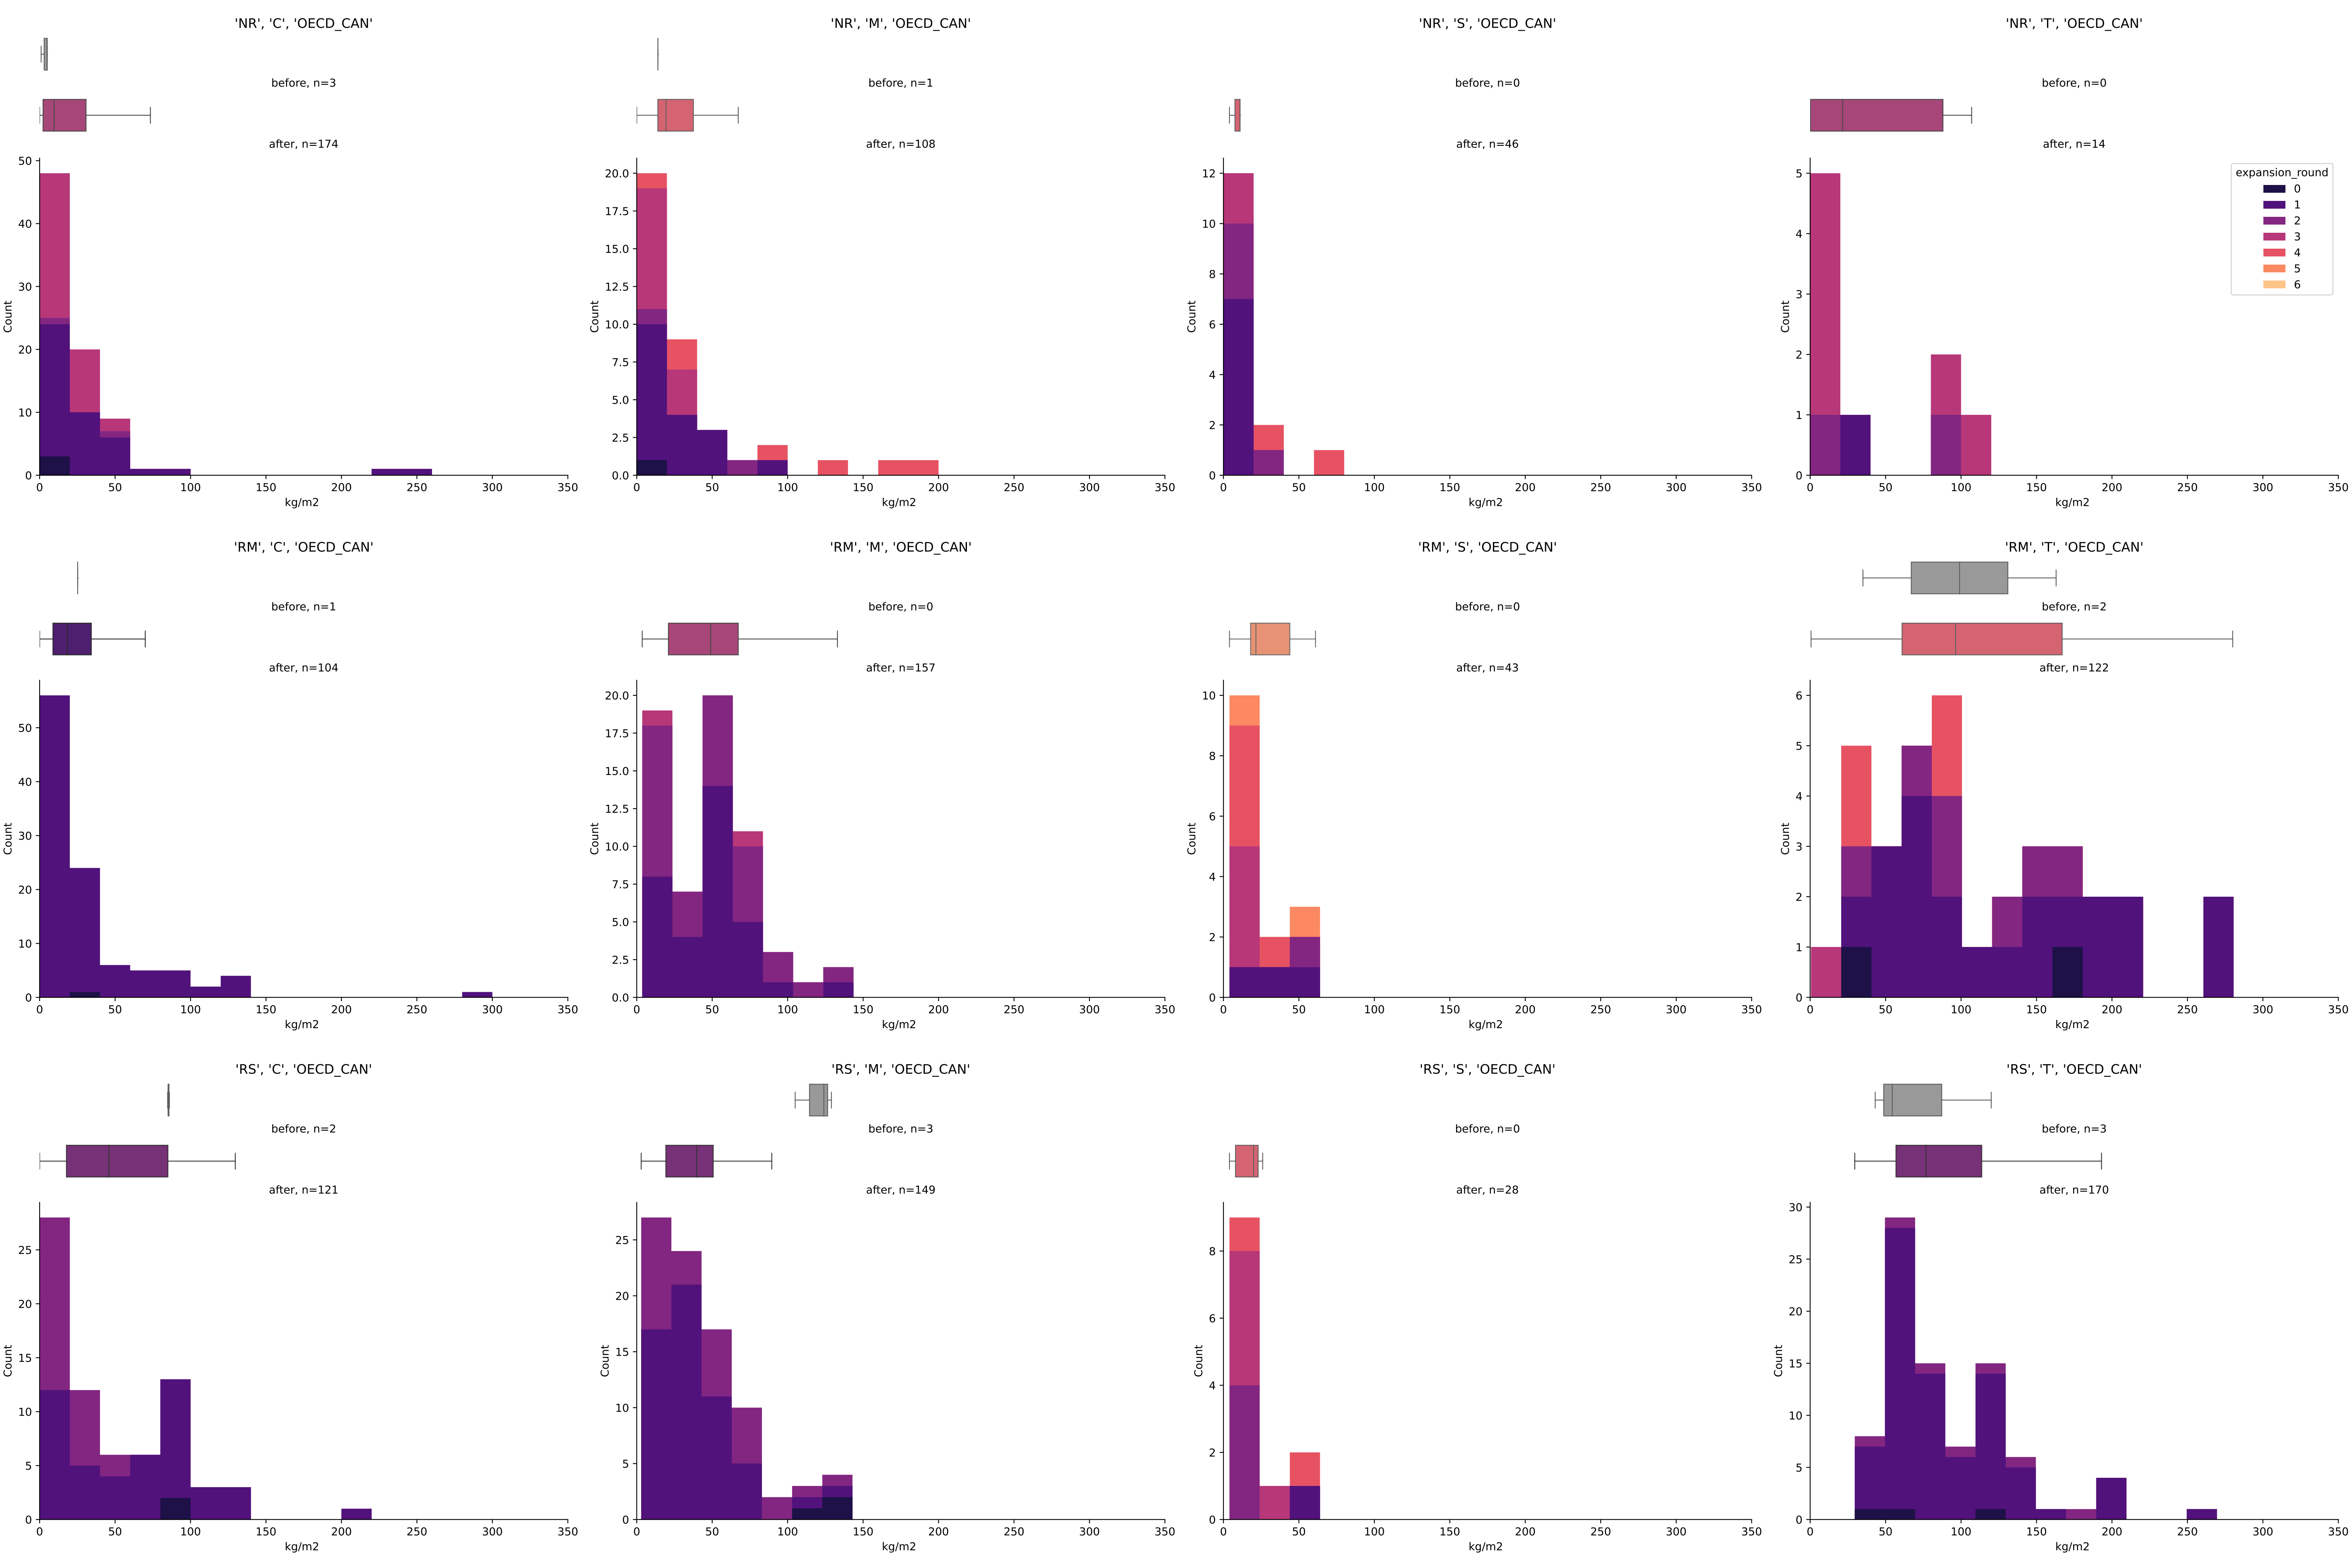 'NR', 'C', 'OECD_CAN'
before, n=3
after, n=174
50
40
30
20
10
0
Count
0 50 100 150 200 250 300 350
kg/m2
'NR', 'M', 'OECD_CAN'
before, n=1
after, n=108
20.0
17.5
15.0
12.5
10.0
7.5
5.0
2.5
0.0
Count
0 50 100 150 200 250 300 350
kg/m2
'NR', 'S', 'OECD_CAN'
before, n=0
after, n=46
12
10
8
6
4
2
0
Count
0 50 100 150 200 250 300 350
kg/m2
'NR', 'T', 'OECD_CAN'
before, n=0
after, n=14
5
4
3
2
1
0
Count
0 50 100 150 200 250 300 350
kg/m2
expansion_round
0
1
2
3
4
5
6
'RM', 'C', 'OECD_CAN'
before, n=1
after, n=104
50
40
30
20
10
0
Count
0 50 100 150 200 250 300 350
kg/m2
'RM', 'M', 'OECD_CAN'
before, n=0
after, n=157
20.0
17.5
15.0
12.5
10.0
7.5
5.0
2.5
0.0
Count
0 50 100 150 200 250 300 350
kg/m2
'RM', 'S', 'OECD_CAN'
before, n=0
after, n=43
10
8
6
4
2
0
Count
0 50 100 150 200 250 300 350
kg/m2
'RM', 'T', 'OECD_CAN'
before, n=2
after, n=122
6
5
4
3
2
1
0
Count
0 50 100 150 200 250 300 350
kg/m2
'RS', 'C', 'OECD_CAN'
before, n=2
after, n=121
25
20
15
10
5
0
Count
0 50 100 150 200 250 300 350
kg/m2
'RS', 'M', 'OECD_CAN'
before, n=3
after, n=149
25
20
15
10
5
0
Count
0 50 100 150 200 250 300 350
kg/m2
'RS', 'S', 'OECD_CAN'
before, n=0
after, n=28
8
6
4
2
0
Count
0 50 100 150 200 250 300 350
kg/m2
'RS', 'T', 'OECD_CAN'
before, n=3
after, n=170
30
25
20
15
10
5
0
Count
0 50 100 150 200 250 300 350
kg/m2